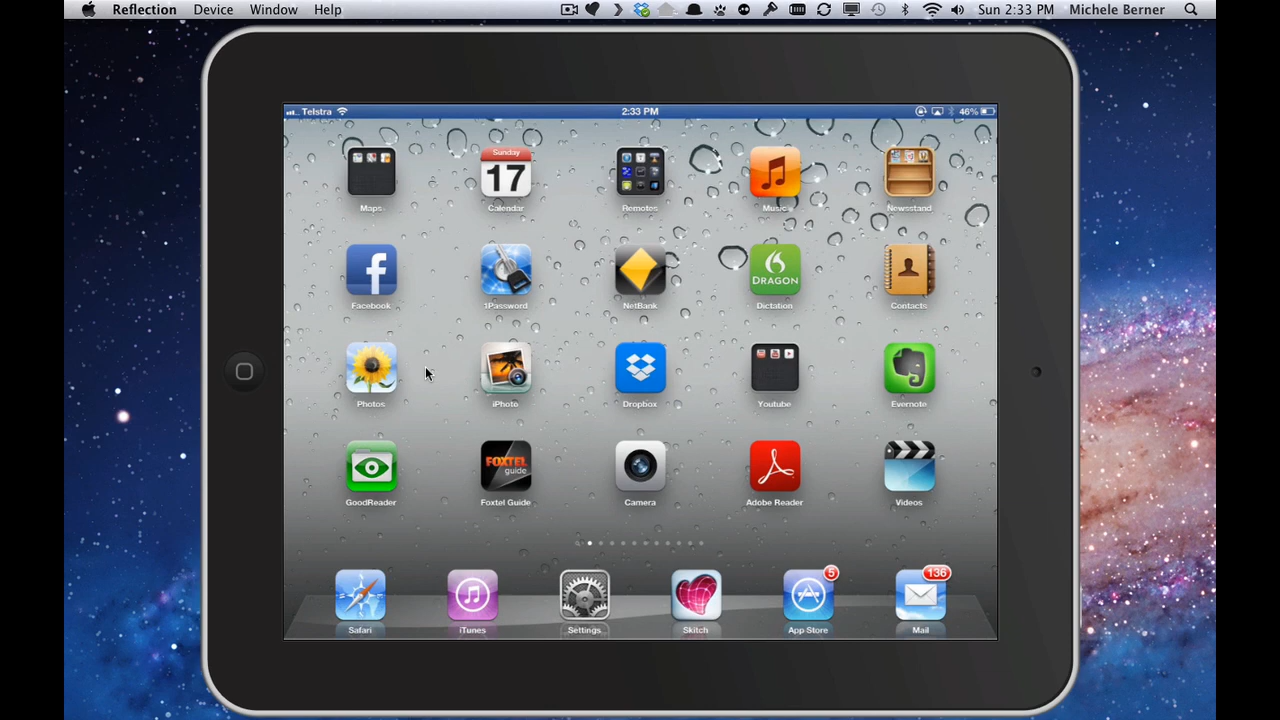 Reflection Device Window Help Sun 2:33 PM Michele Berner
Telstra 2:33 PM 46%
Sunday
17
Maps Calendar Remotes Music Newsstand
f DRAGON
Facebook 1Password NetBank Dictation Contacts
Photos iPhoto Dropbox Youtube Evernote
FOXTEL
guide
GoodReader Foxtel Guide Camera Adobe Reader Videos
5 136
Safari iTunes Settings Skitch App Store Mail